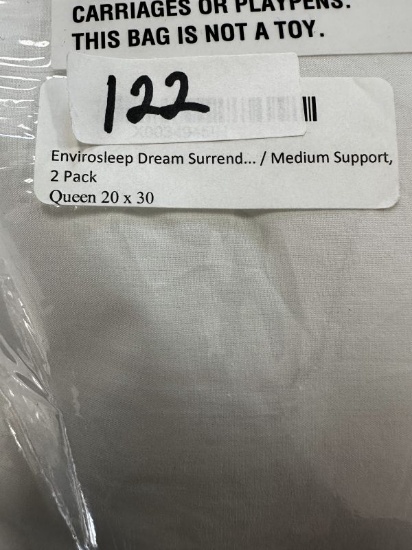 CARRIAGES OR PLAYPENS.
THIS BAG IS NOT A TOY.
122
Envirosleep Dream Surrend... / Medium Support,
2 Pack
Queen 20 x 30